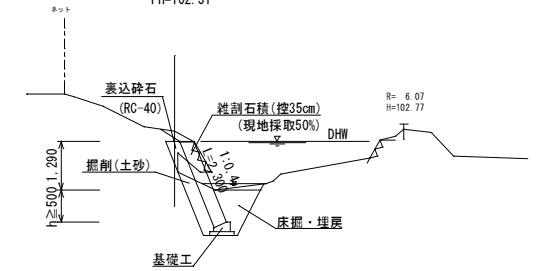 ネット
FH=102.51
裏込砕石
(RC-40)
雑割石積(控35cm)
(現地採取50%)
R= 6.07
H=102.77
DHW
掘削(土砂)
1:0.4
L=2.300
1.290
h≧500
床掘・埋戻
基礎工